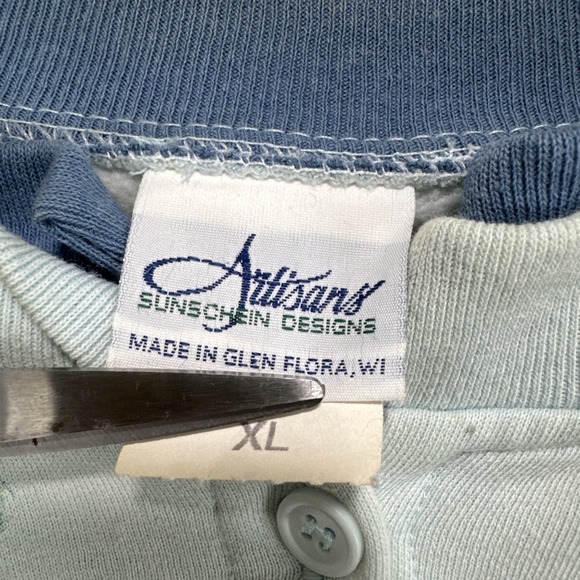 Artisans
SUNSCHEIN DESIGNS
MADE IN GLEN FLORA, WI
XL